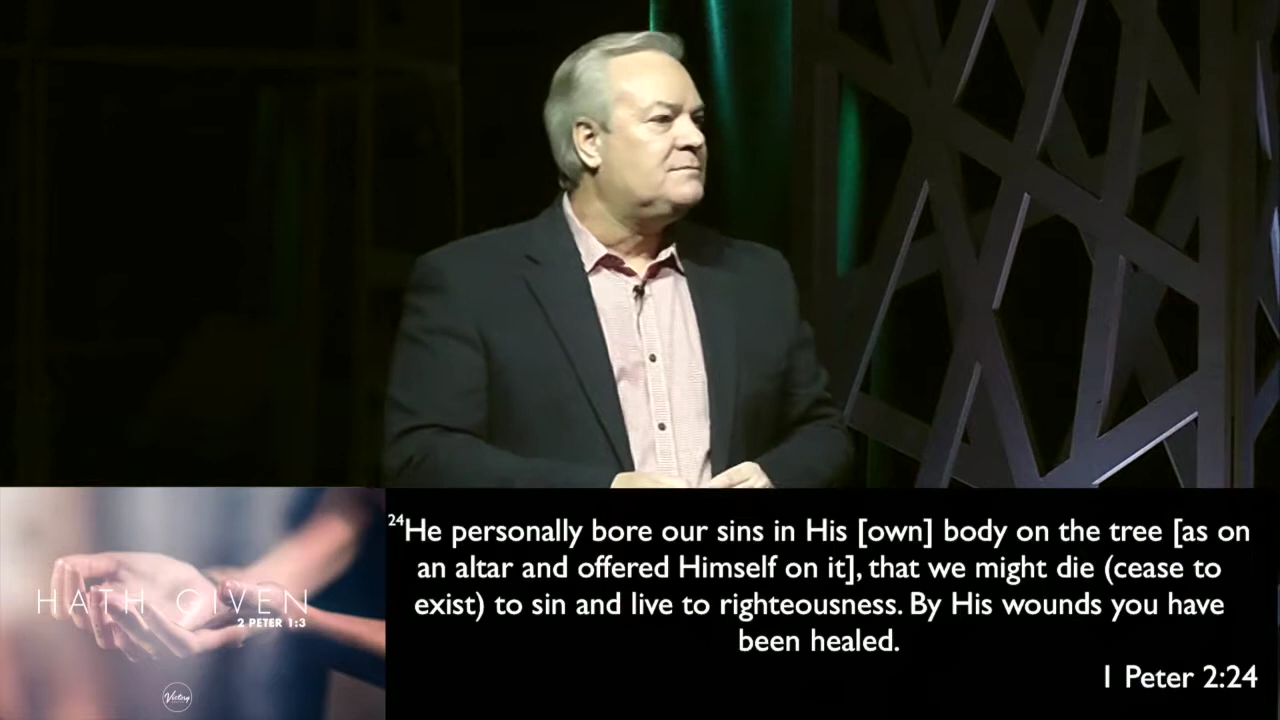 HATH GIVEN
2 PETER 1:3
Victory
24He personally bore our sins in His [own] body on the tree [as on
an altar and offered Himself on it], that we might die (cease to
exist) to sin and live to righteousness. By His wounds you have
been healed.
1 Peter 2:24